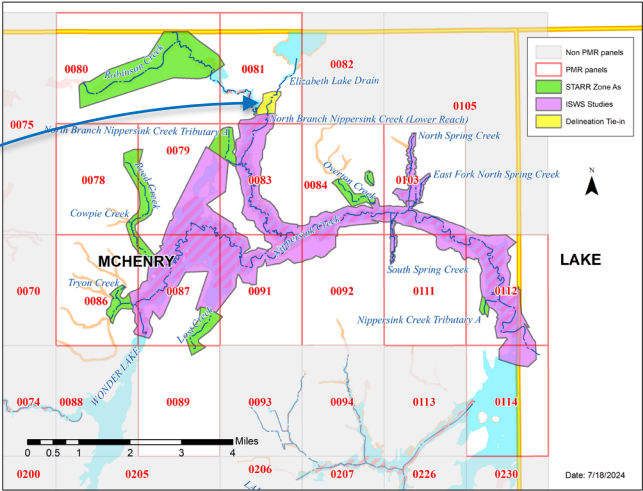 0080
0081
0082
Robinson Creek
Elizabeth Lake Drain
Non PMR panels
PMR panels
STARR Zone As
ISWS Studies
Delineation Tie-in
0075
0105
North Branch Nippersink Creek (Lower Reach)
North Branch Nippersink Creek Tributary A
North Spring Creek
0079
0078
0083
0084
0103
East Fork North Spring Creek
Overton Creek
Cowpie Creek
Nippersink Creek
N
MCHENRY
LAKE
South Spring Creek
Tryon Creek
0070
0086
0087
0091
0092
0111
0112
Nippersink Creek Tributary A
WONDER LAKE
0074
0088
0089
0093
0094
0113
0114
0 0.5 1 2 3 4 Miles
0200
0205
0206
0207
0226
0230
Date: 7/18/2024